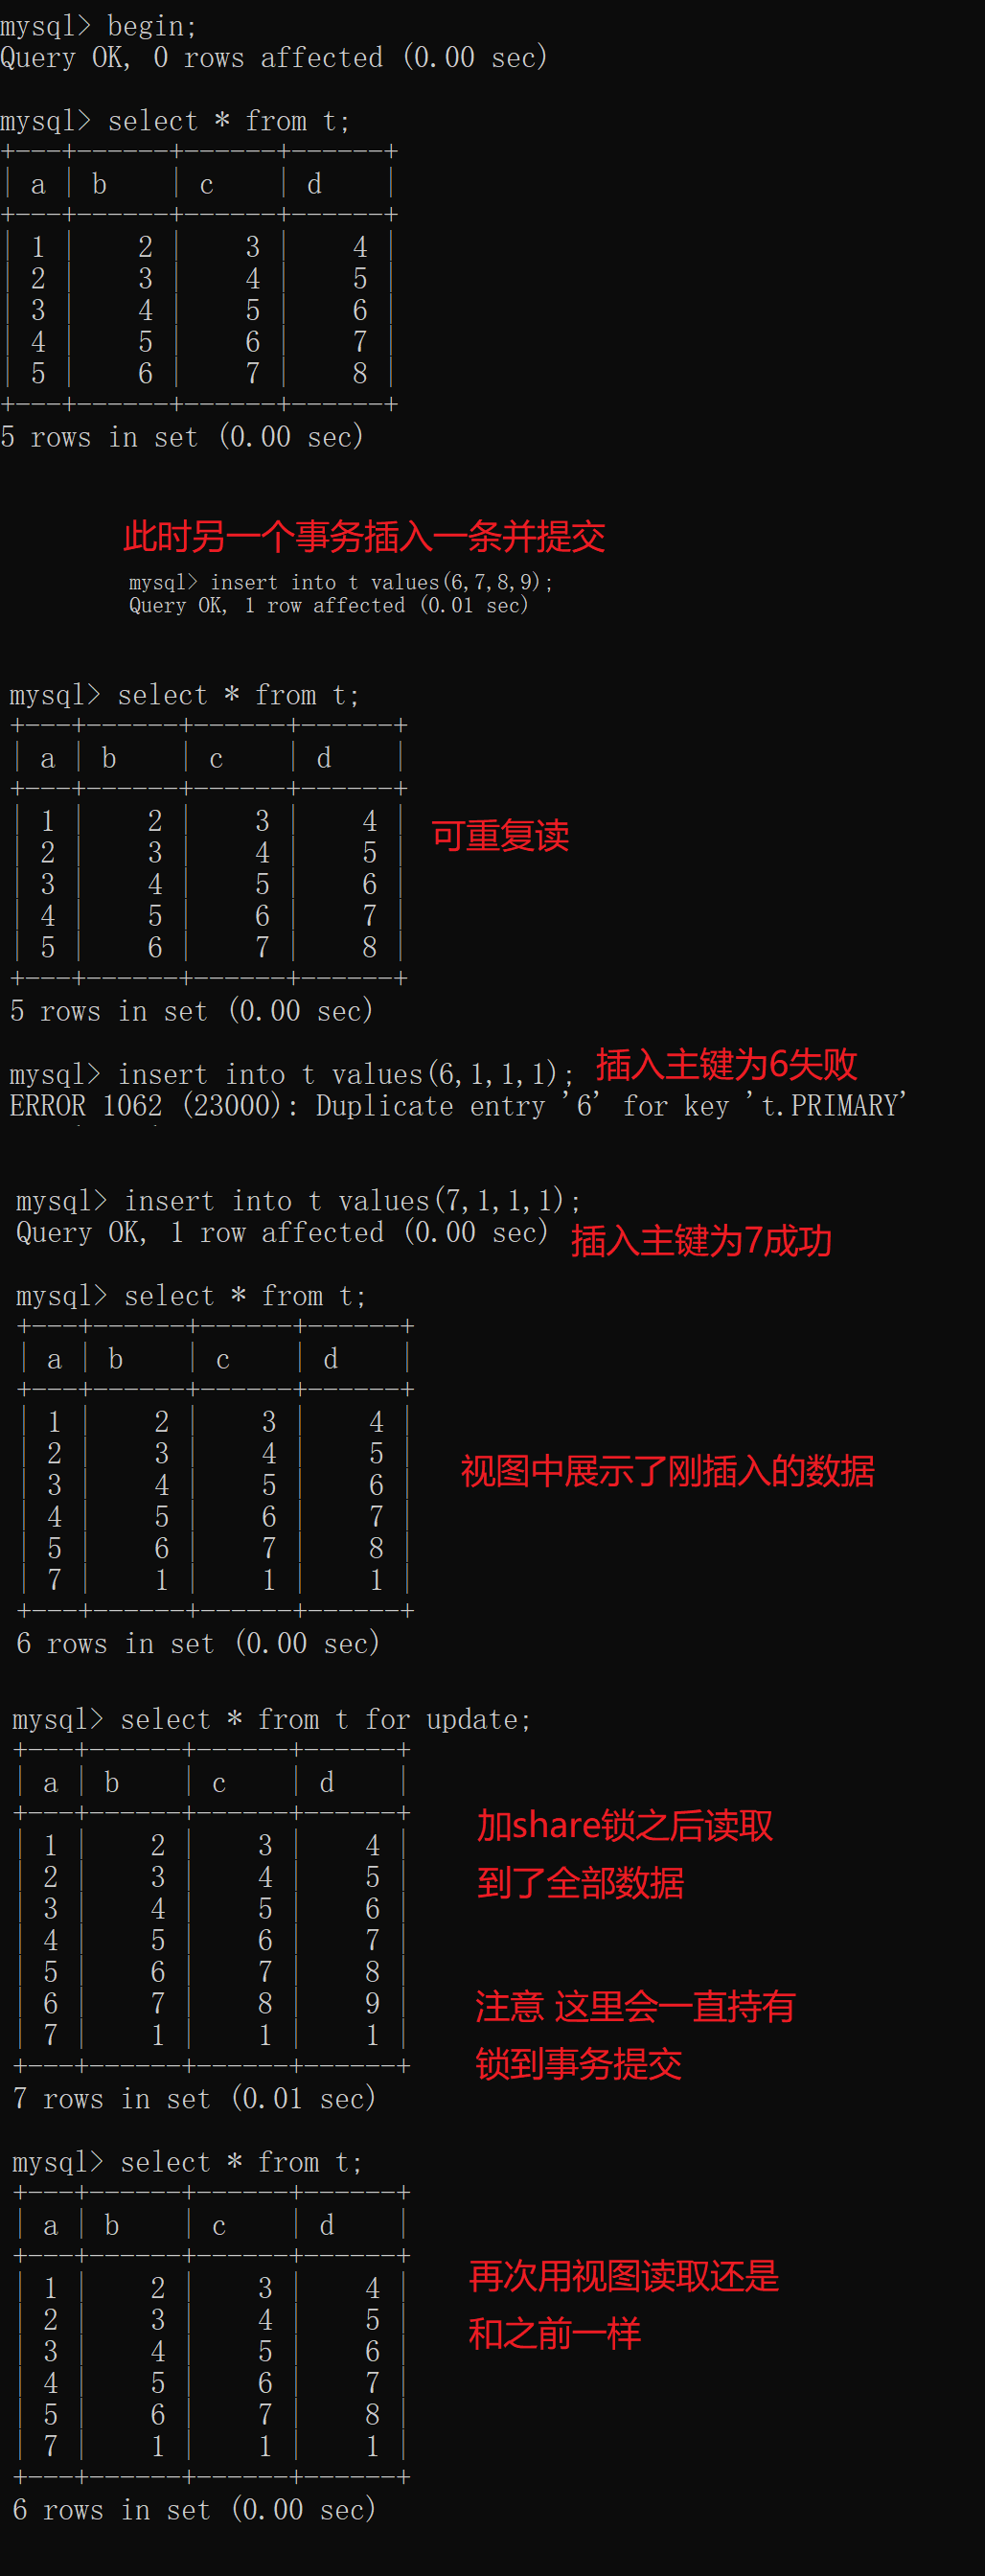 mysql> begin;
Query OK, 0 rows affected (0.00 sec)
mysql> select * from t;
+---+------+------+------+
| a | b    | c    | d    |
+---+------+------+------+
| 1 |    2 |    3 |    4 |
| 2 |    3 |    4 |    5 |
| 3 |    4 |    5 |    6 |
| 4 |    5 |    6 |    7 |
| 5 |    6 |    7 |    8 |
+---+------+------+------+
5 rows in set (0.00 sec)
此时另一个事务插入一条并提交
mysql> insert into t values(6,7,8,9);
Query OK, 1 row affected (0.01 sec)
mysql> select * from t;
+---+------+------+------+
| a | b    | c    | d    |
+---+------+------+------+
| 1 |    2 |    3 |    4 |
可重复读
| 2 |    3 |    4 |    5 |
| 3 |    4 |    5 |    6 |
| 4 |    5 |    6 |    7 |
| 5 |    6 |    7 |    8 |
+---+------+------+------+
5 rows in set (0.00 sec)
mysql> insert into t values(6,1,1,1); 插入主键为6失败
ERROR 1062 (23000): Duplicate entry '6' for key 't.PRIMARY'
mysql> insert into t values(7,1,1,1);
Query OK, 1 row affected (0.00 sec) 插入主键为7成功
mysql> select * from t;
+---+------+------+------+
| a | b    | c    | d    |
+---+------+------+------+
| 1 |    2 |    3 |    4 |
| 2 |    3 |    4 |    5 |
视图中展示了刚插入的数据
| 3 |    4 |    5 |    6 |
| 4 |    5 |    6 |    7 |
| 5 |    6 |    7 |    8 |
| 7 |    1 |    1 |    1 |
+---+------+------+------+
6 rows in set (0.00 sec)
mysql> select * from t for update;
+---+------+------+------+
| a | b    | c    | d    |
+---+------+------+------+
加share锁之后读取
| 1 |    2 |    3 |    4 |
| 2 |    3 |    4 |    5 |
到了全部数据
| 3 |    4 |    5 |    6 |
| 4 |    5 |    6 |    7 |
| 5 |    6 |    7 |    8 |
| 6 |    7 |    8 |    9 |
注意 这里会一直持有
| 7 |    1 |    1 |    1 |
+---+------+------+------+
锁到事务提交
7 rows in set (0.01 sec)
mysql> select * from t;
+---+------+------+------+
| a | b    | c    | d    |
+---+------+------+------+
再次用视图读取还是
| 1 |    2 |    3 |    4 |
| 2 |    3 |    4 |    5 |
和之前一样
| 3 |    4 |    5 |    6 |
| 4 |    5 |    6 |    7 |
| 5 |    6 |    7 |    8 |
| 7 |    1 |    1 |    1 |
+---+------+------+------+
6 rows in set (0.00 sec)